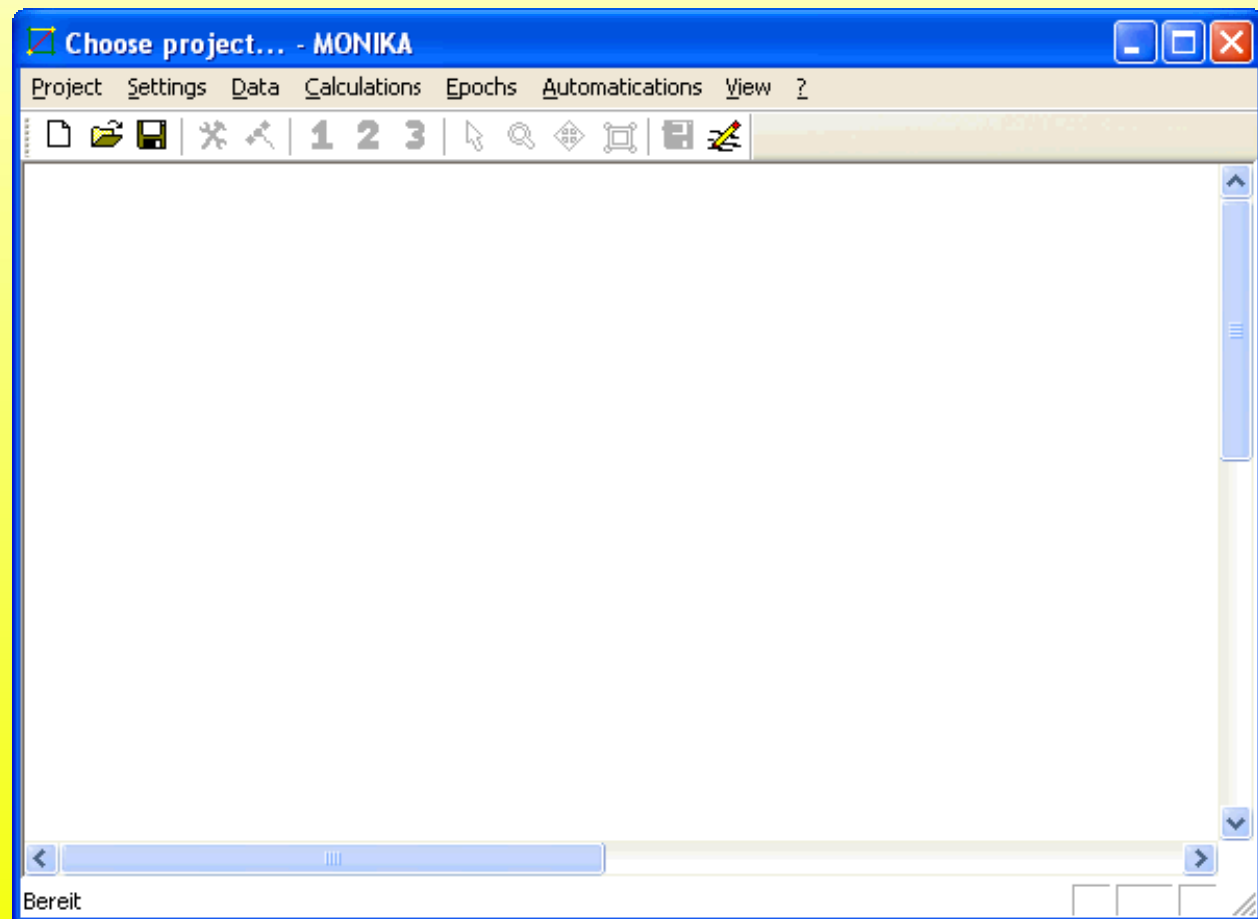 Choose project... - MONIKA
Project Settings Data Calculations Epochs Automatications View ?
1 2 3
Bereit